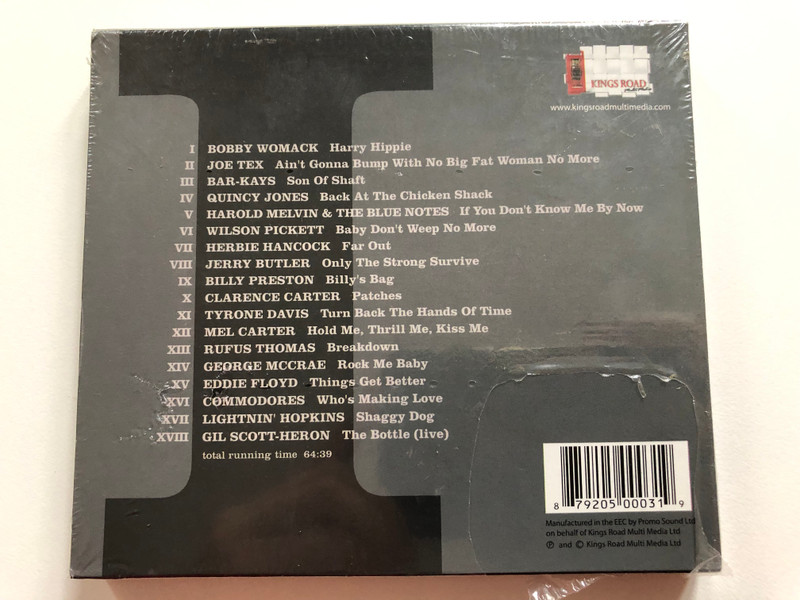 KINGS ROAD
www.kingsroadmultimedia.com
I BOBBY WOMACK Harry Hippie
II JOE TEX Ain't Gonna Bump With No Big Fat Woman No More
III BAR-KAYS Son Of Shaft
IV QUINCY JONES Back At The Chicken Shack
V HAROLD MELVIN & THE BLUE NOTES If You Don't Know Me By Now
VI WILSON PICKETT Baby Don't Weep No More
VII HERBIE HANCOCK Far Out
VIII JERRY BUTLER Only The Strong Survive
IX BILLY PRESTON Billy's Bag
X CLARENCE CARTER Patches
XI TYRONE DAVIS Turn Back The Hands Of Time
XII MEL CARTER Hold Me, Thrill Me, Kiss Me
XIII RUFUS THOMAS Breakdown
XIV GEORGE MCCRAE Rock Me Baby
XV EDDIE FLOYD Things Get Better
XVI COMMODORES Who's Making Love
XVII LIGHTNIN' HOPKINS Shaggy Dog
XVIII GIL SCOTT-HERON The Bottle (live)
total running time 64:39
8 79205 00031 9
Manufactured in the EEC by Promo Sound Ltd
on behalf of Kings Road Multi Media Ltd
℗ and © Kings Road Multi Media Ltd